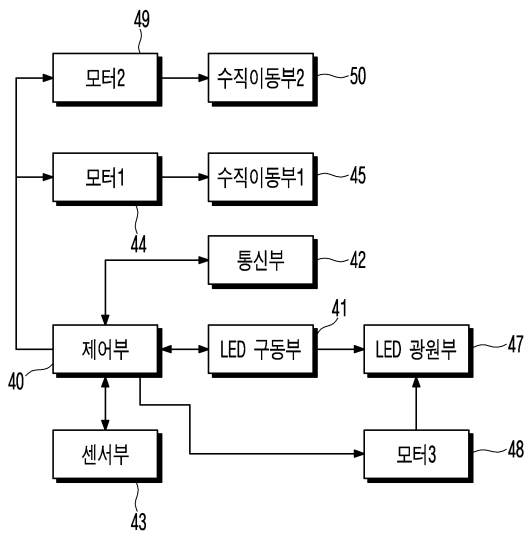 49
모터2
수직이동부2
50
모터1
수직이동부1
45
44
통신부
42
41
제어부
LED 구동부
LED 광원부
47
40
센서부
모터3
48
43